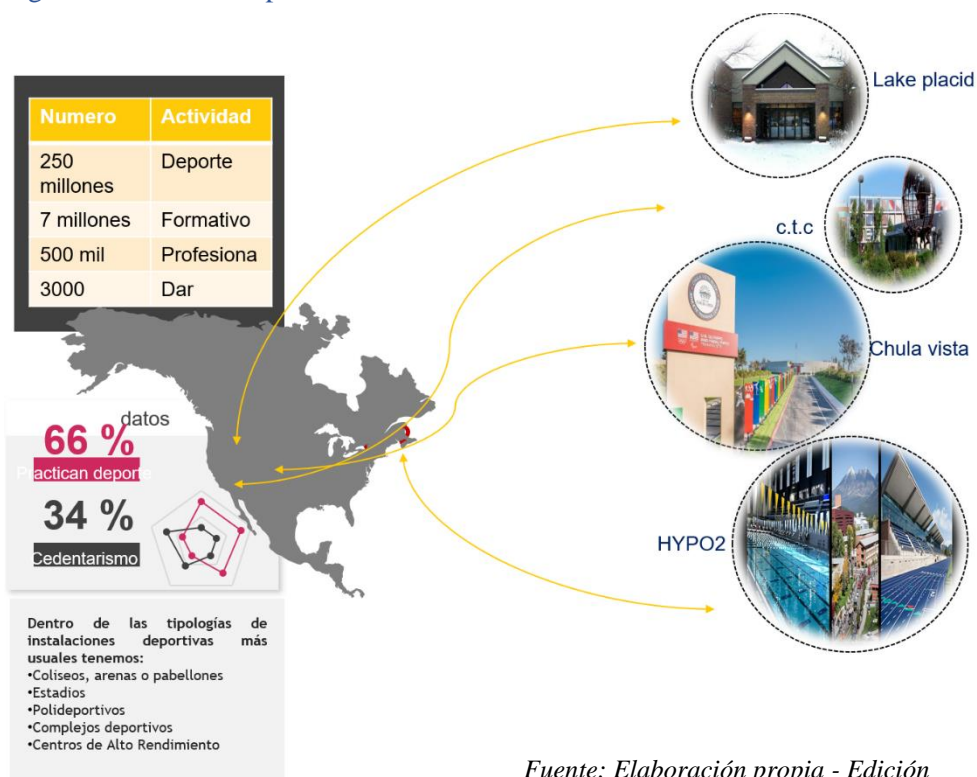 Lake placid
Numero Actividad
250 millones Deporte
7 millones Formativo
500 mil Profesiona
3000 Dar
c.t.c
Chula vista
datos
66 %
Practican deporte
34 %
Cedentarismo
HYPO2
Dentro de las tipologías de
instalaciones deportivas más
usuales tenemos:
•Coliseos, arenas o pabellones
•Estadios
•Polideportivos
•Complejos deportivos
•Centros de Alto Rendimiento
Fuente: Elaboración propia - Edición